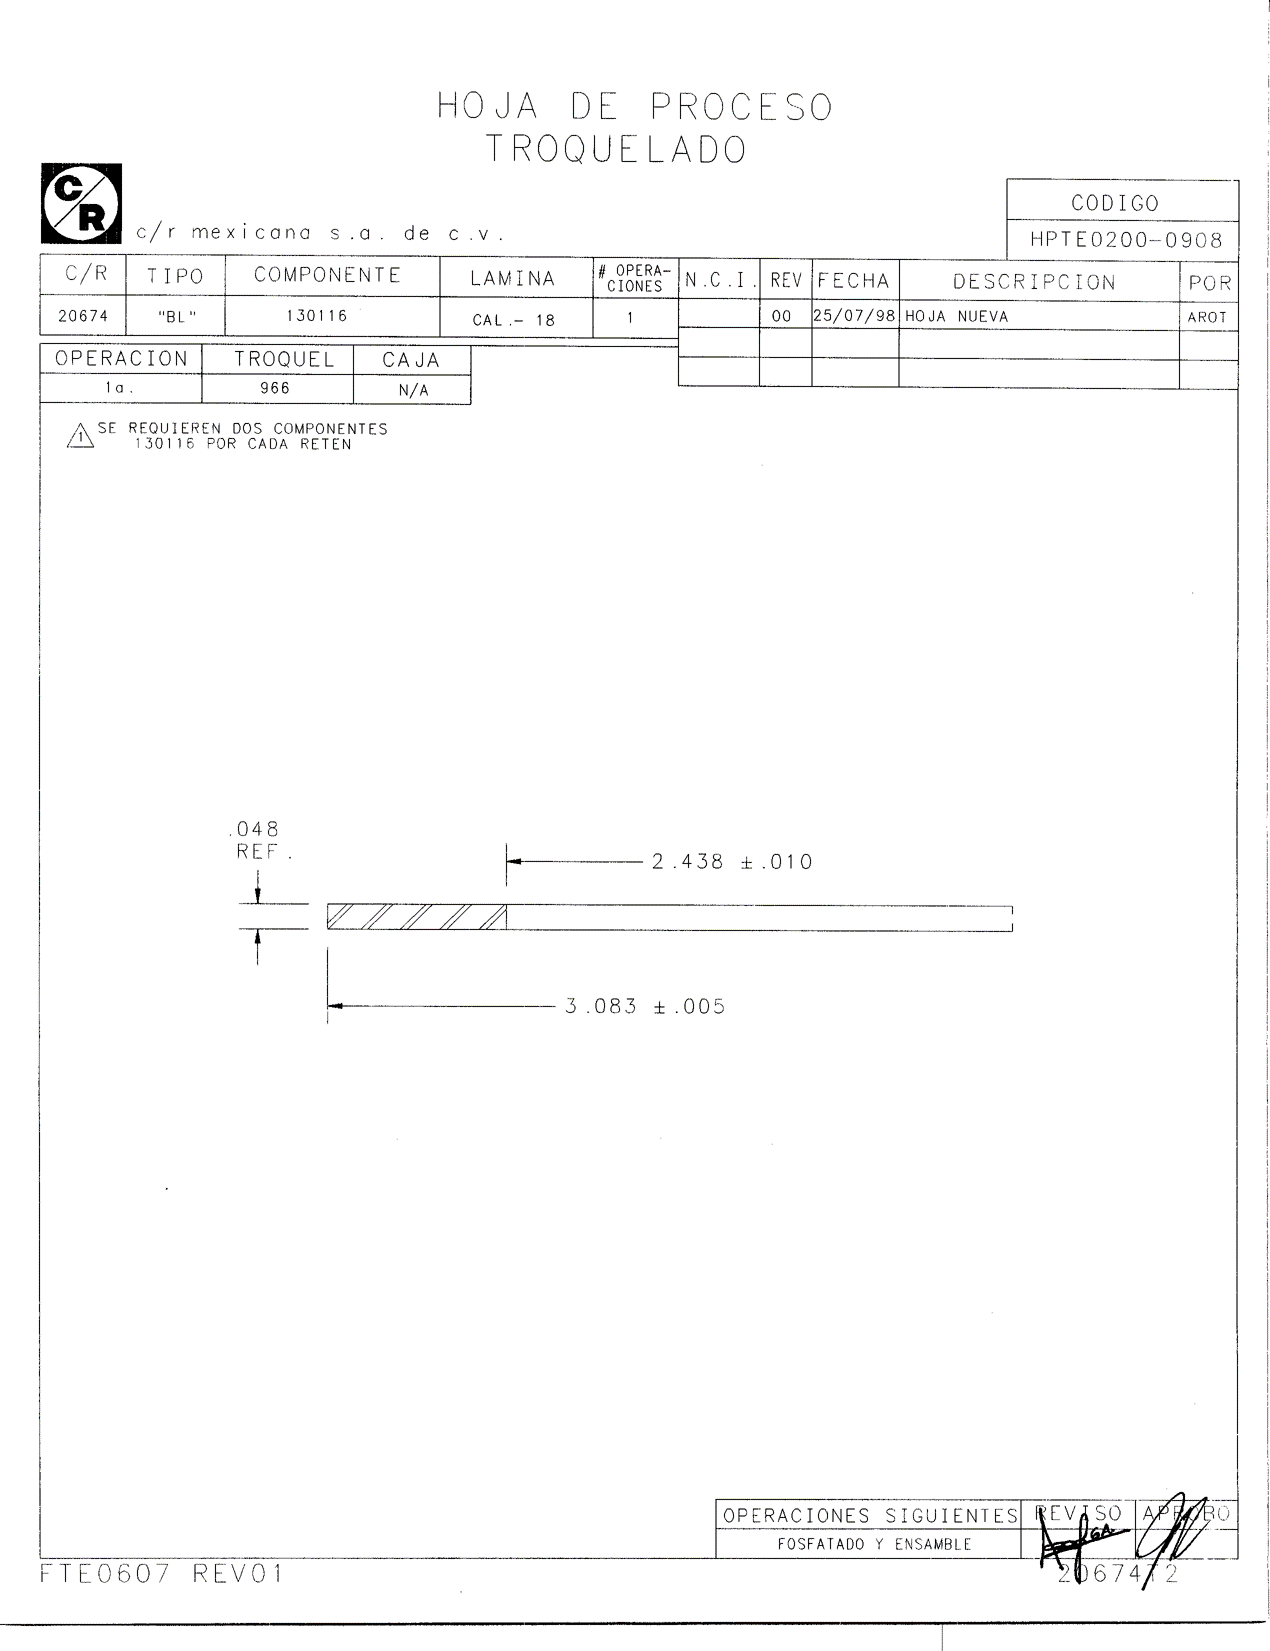 HOJA DE PROCESO
TROQUELADO
C/R
c/r mexicana s.a. de c.v.
CODIGO
HPTE0200-0908
C/R TIPO COMPONENTE LAMINA # OPERA-CIONES N.C.I. REV FECHA DESCRIPCION POR
20674 "BL" 130116 CAL.- 18 1 00 25/07/98 HOJA NUEVA AROT
OPERACION TROQUEL CAJA
1a. 966 N/A
1 SE REQUIEREN DOS COMPONENTES
130116 POR CADA RETEN
.048
REF.
2.438 ±.010
3.083 ±.005
OPERACIONES SIGUIENTES REVISO APROBO
FOSFATADO Y ENSAMBLE
FTE0607 REV01